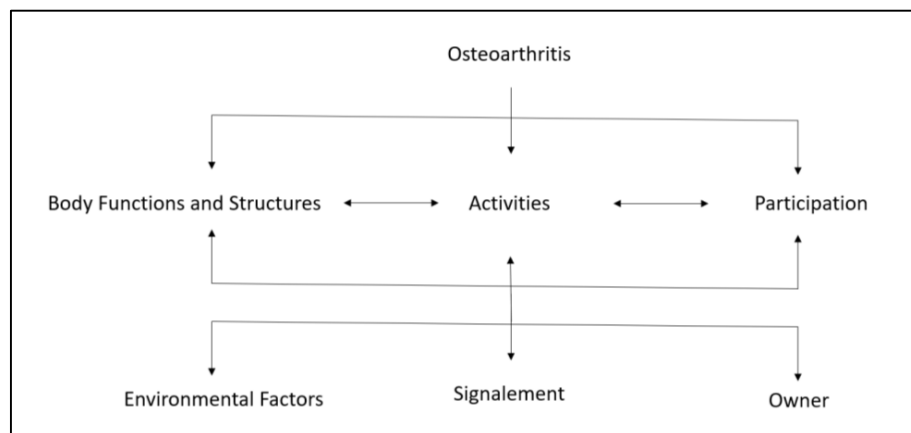 Osteoarthritis
Body Functions and Structures Activities Participation
Environmental Factors Signalement Owner